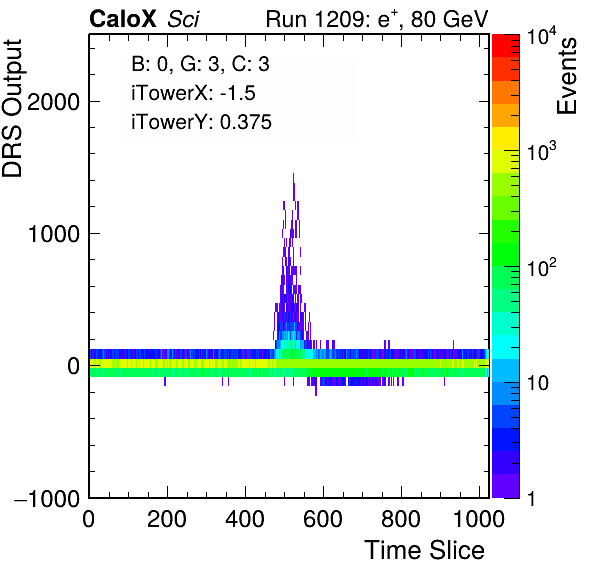 CaloX Sci Run 1209: e⁺, 80 GeV
B: 0, G: 3, C: 3
iTowerX: -1.5
iTowerY: 0.375
DRS Output
2000
1000
0
−1000
0 200 400 600 800 1000
Time Slice
Events
10⁴
10³
10²
10
1